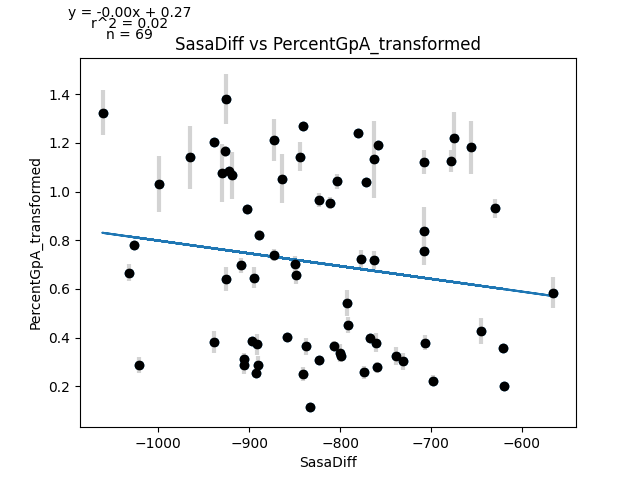 y = -0.00x + 0.27
r^2 = 0.02
n = 69
SasaDiff vs PercentGpA_transformed
PercentGpA_transformed
1.4
1.2
1.0
0.8
0.6
0.4
0.2
−1000
−900
−800
−700
−600
SasaDiff